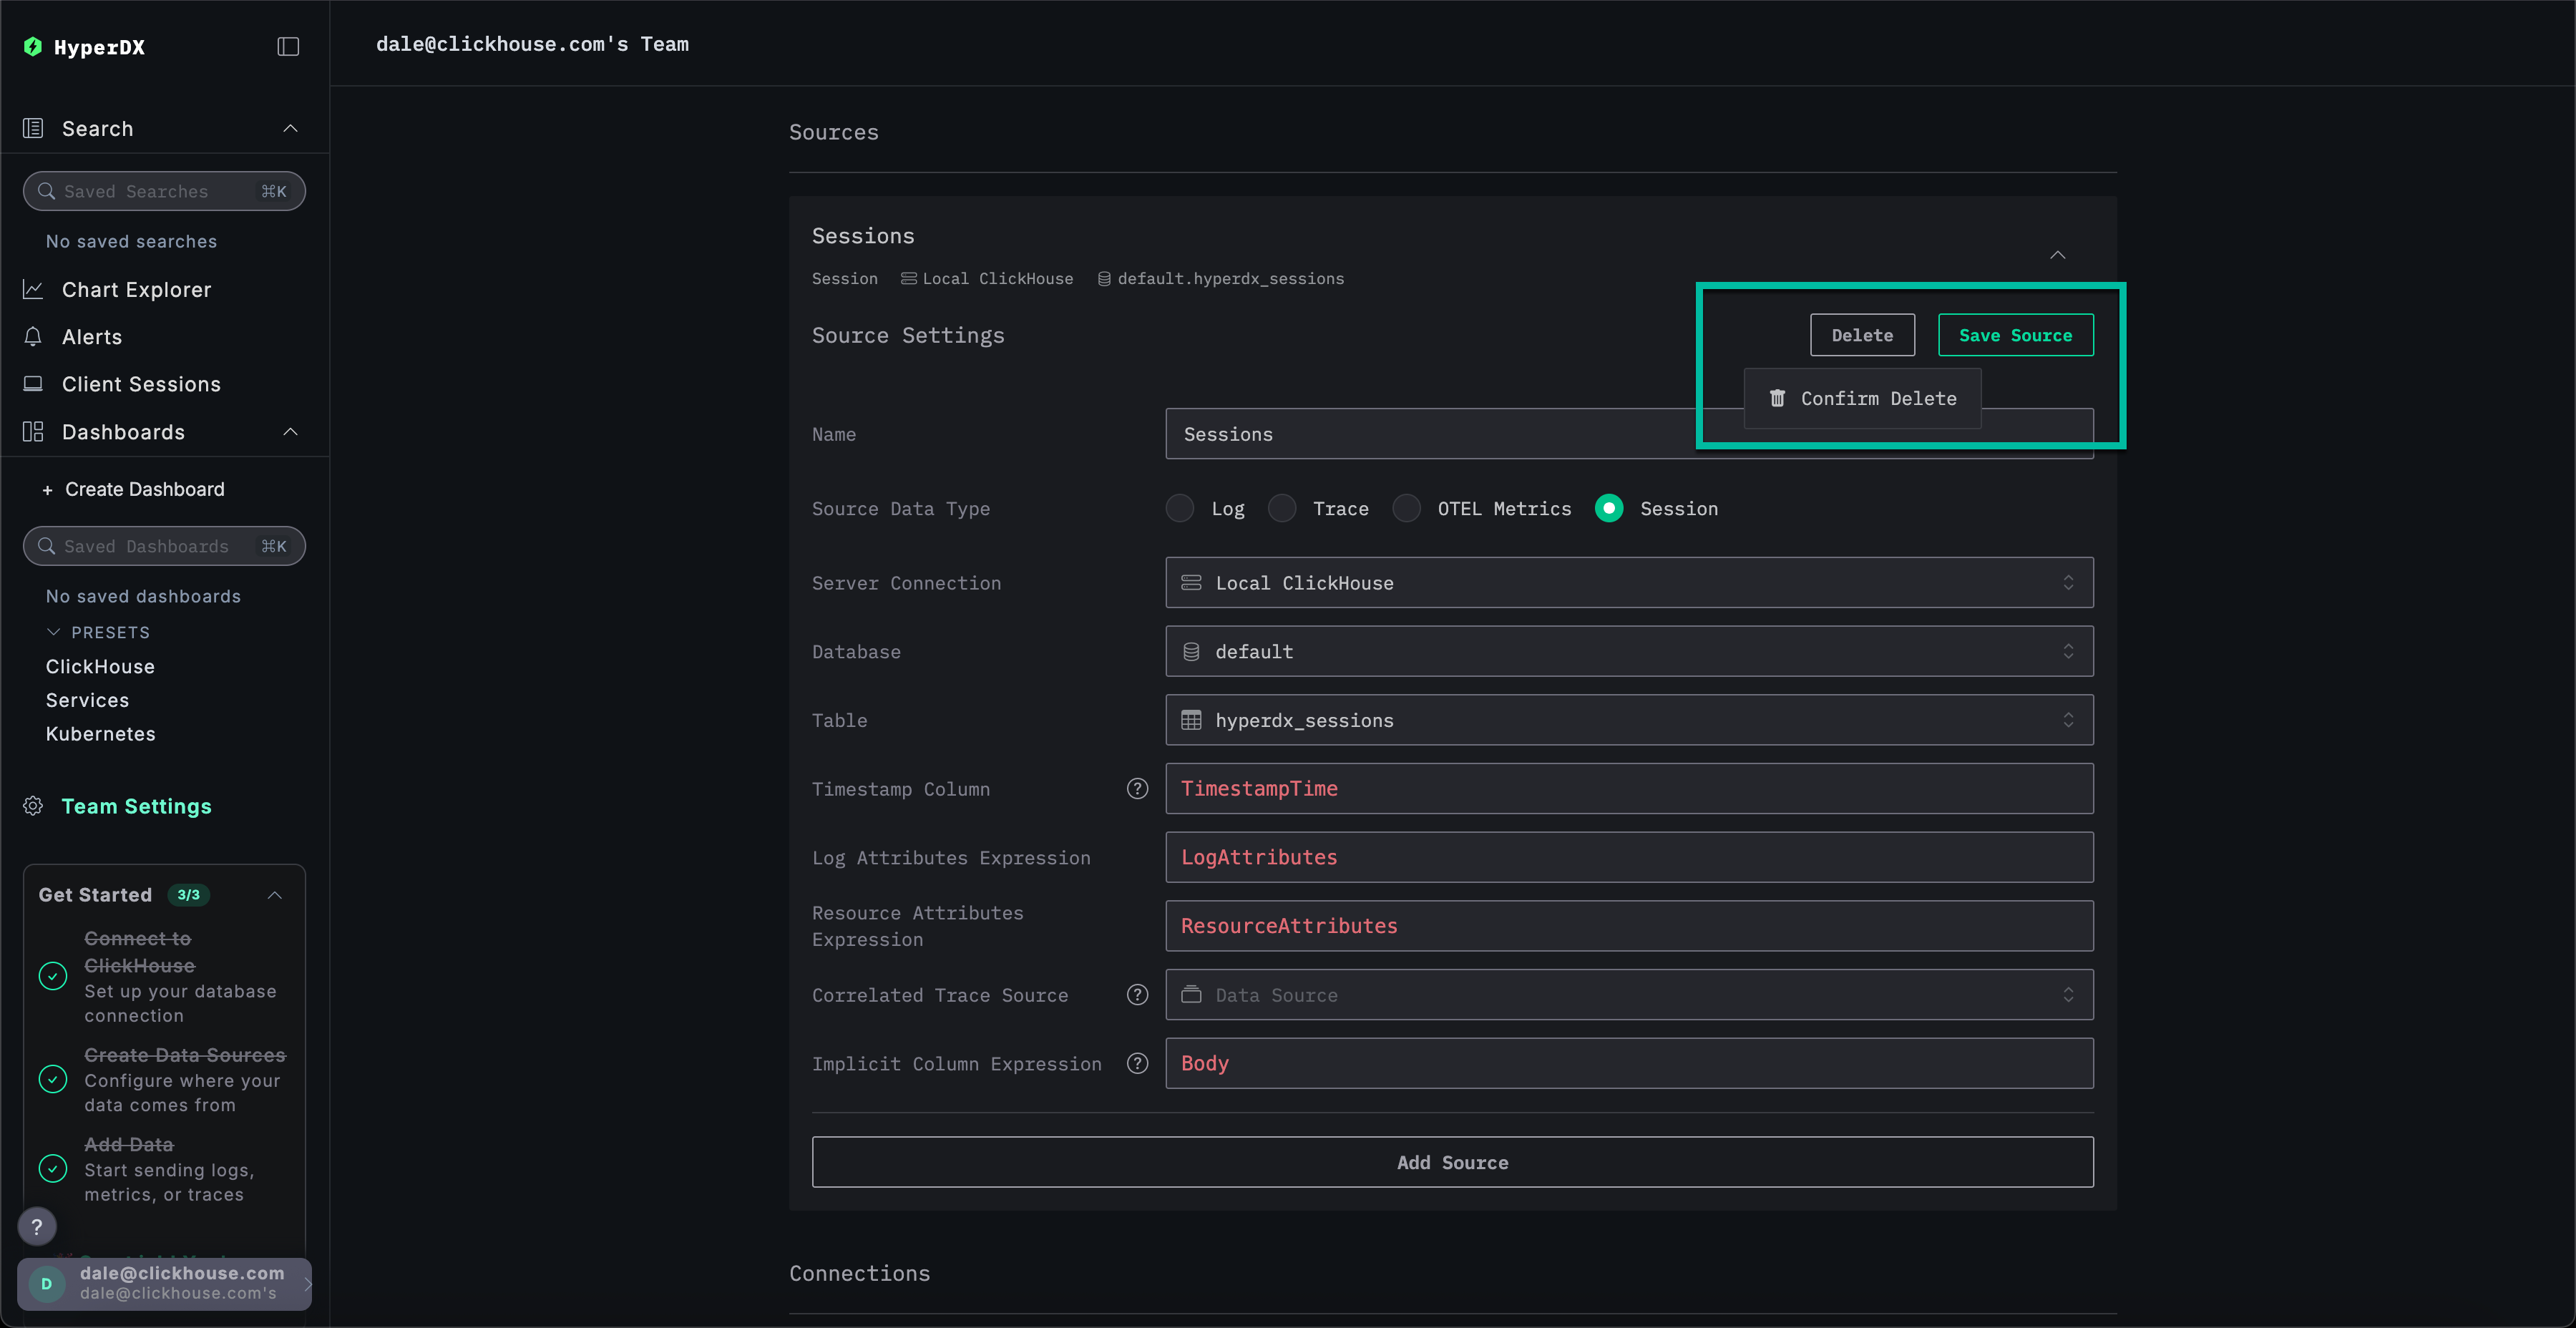 HyperDX
dale@clickhouse.com's Team
Search
Saved Searches ⌘K
No saved searches
Chart Explorer
Alerts
Client Sessions
Dashboards
+ Create Dashboard
Saved Dashboards ⌘K
No saved dashboards
PRESETS
ClickHouse
Services
Kubernetes
Team Settings
Get Started 3/3
Connect to
ClickHouse
Set up your database
connection
Create Data Sources
Configure where your
data comes from
Add Data
Start sending logs,
metrics, or traces
?
D
dale@clickhouse.com
dale@clickhouse.com's
Sources
Sessions
Session Local ClickHouse default.hyperdx_sessions
Source Settings
Delete Save Source
Confirm Delete
Name Sessions
Source Data Type Log Trace OTEL Metrics Session
Server Connection Local ClickHouse
Database default
Table hyperdx_sessions
Timestamp Column ? TimestampTime
Log Attributes Expression LogAttributes
Resource Attributes
Expression
ResourceAttributes
Correlated Trace Source ? Data Source
Implicit Column Expression ? Body
Add Source
Connections